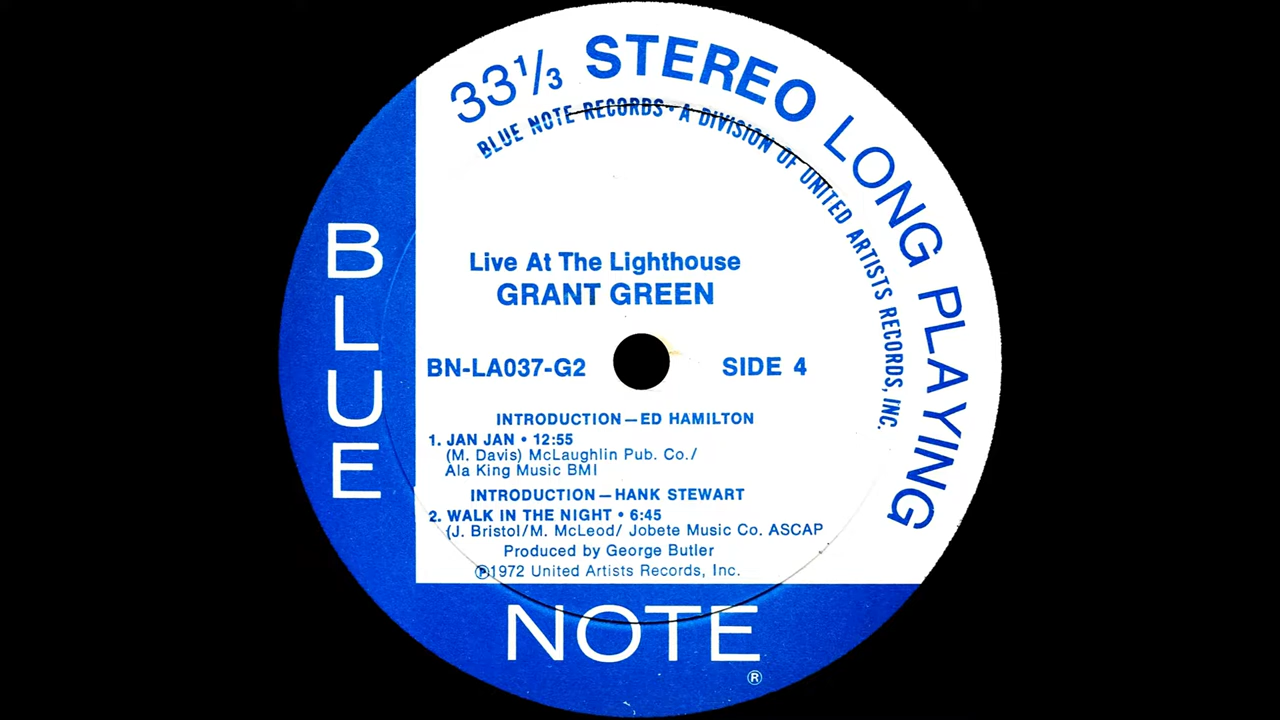 33⅓ STEREO LONG PLAYING
BLUE NOTE RECORDS • A DIVISION OF UNITED ARTISTS RECORDS, INC.
BLUE
Live At The Lighthouse
GRANT GREEN
BN-LA037-G2 SIDE 4
INTRODUCTION—ED HAMILTON
1. JAN JAN • 12:55
(M. Davis) McLaughlin Pub. Co./
Ala King Music BMI
INTRODUCTION—HANK STEWART
2. WALK IN THE NIGHT • 6:45
(J. Bristol/M. McLeod/ Jobete Music Co. ASCAP
Produced by George Butler
℗1972 United Artists Records, Inc.
NOTE
®